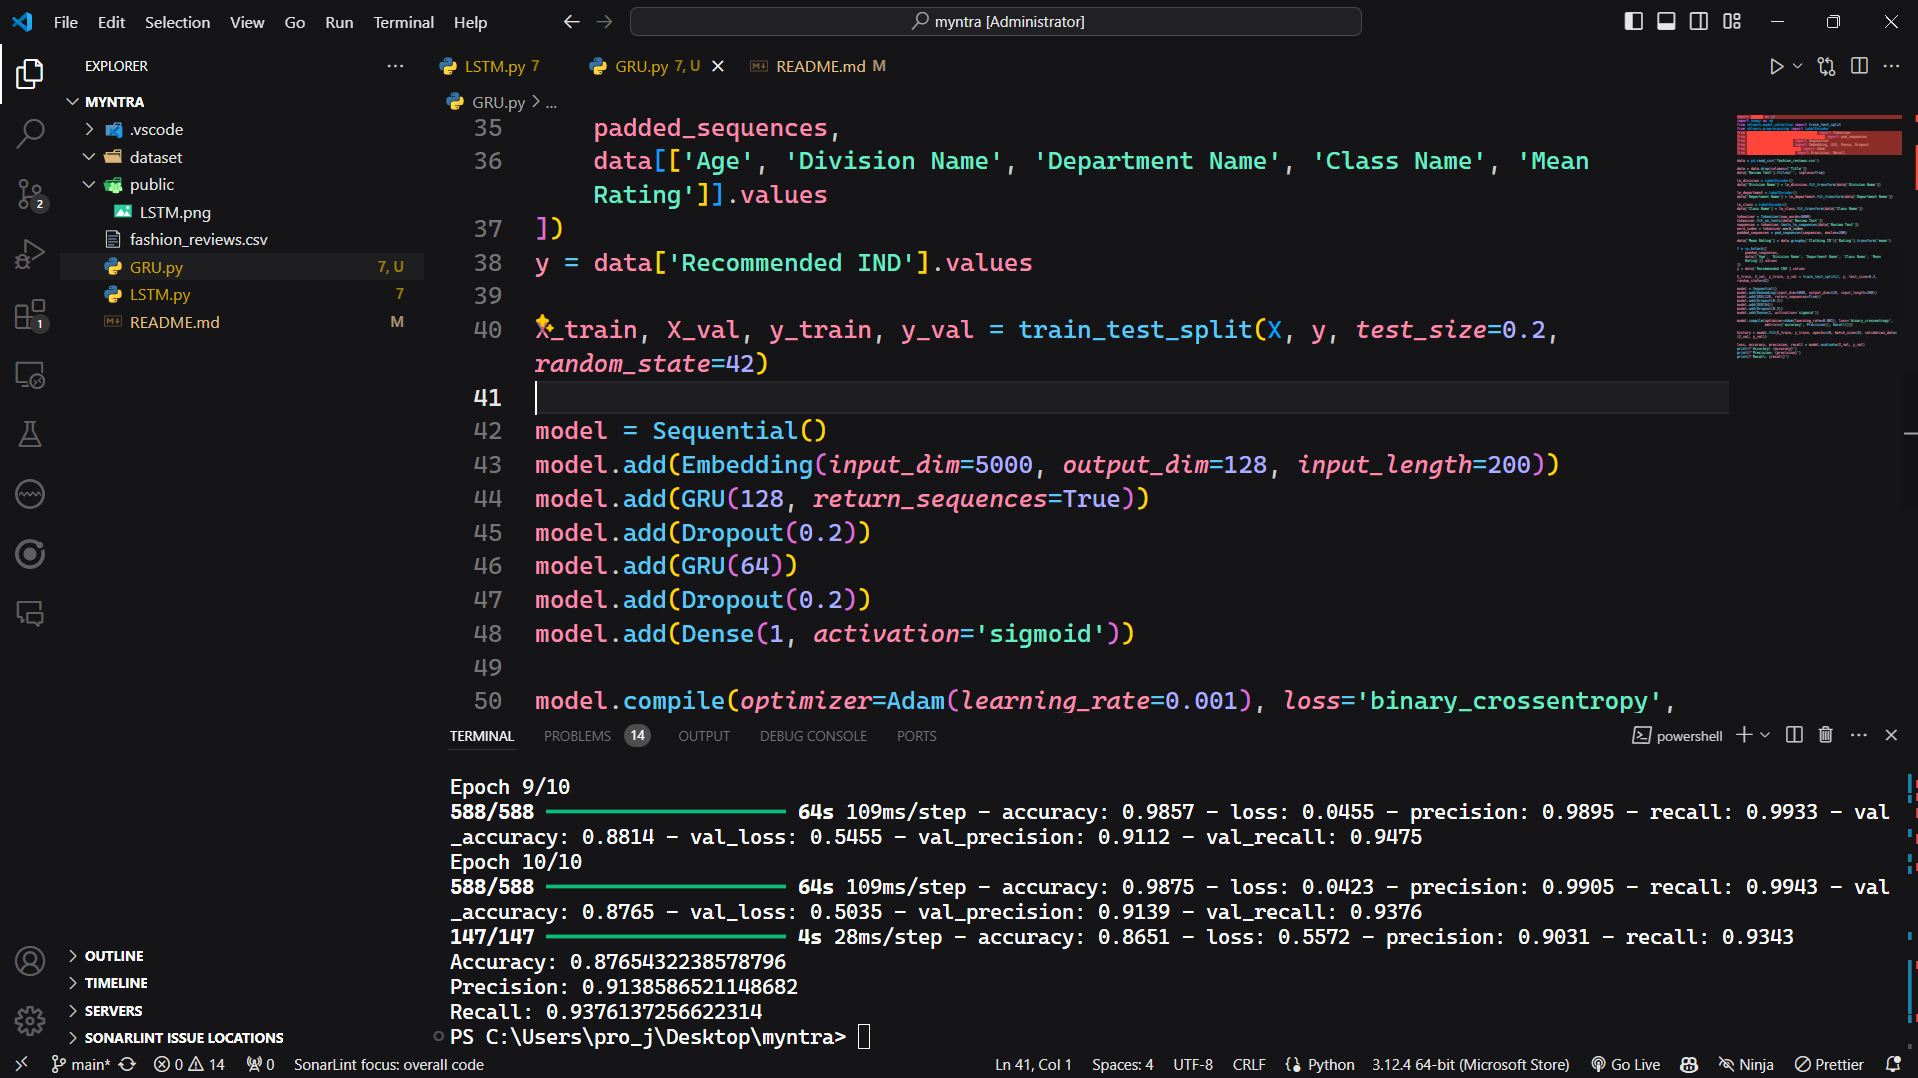 File Edit Selection View Go Run Terminal Help
myntra [Administrator]
EXPLORER
LSTM.py 7
GRU.py 7, U
README.md M
MYNTRA
.vscode
dataset
public
LSTM.png
fashion_reviews.csv
GRU.py 7, U
LSTM.py 7
README.md M
2
1
GRU.py > ...
35 padded_sequences,
36 data[['Age', 'Division Name', 'Department Name', 'Class Name', 'Mean
Rating']].values
37 ])
38 y = data['Recommended IND'].values
39
40 X_train, X_val, y_train, y_val = train_test_split(X, y, test_size=0.2,
random_state=42)
41
42 model = Sequential()
43 model.add(Embedding(input_dim=5000, output_dim=128, input_length=200))
44 model.add(GRU(128, return_sequences=True))
45 model.add(Dropout(0.2))
46 model.add(GRU(64))
47 model.add(Dropout(0.2))
48 model.add(Dense(1, activation='sigmoid'))
49
50 model.compile(optimizer=Adam(learning_rate=0.001), loss='binary_crossentropy',
TERMINAL PROBLEMS 14 OUTPUT DEBUG CONSOLE PORTS
powershell
Epoch 9/10
588/588 64s 109ms/step - accuracy: 0.9857 - loss: 0.0455 - precision: 0.9895 - recall: 0.9933 - val
_accuracy: 0.8814 - val_loss: 0.5455 - val_precision: 0.9112 - val_recall: 0.9475
Epoch 10/10
588/588 64s 109ms/step - accuracy: 0.9875 - loss: 0.0423 - precision: 0.9905 - recall: 0.9943 - val
_accuracy: 0.8765 - val_loss: 0.5035 - val_precision: 0.9139 - val_recall: 0.9376
147/147 4s 28ms/step - accuracy: 0.8651 - loss: 0.5572 - precision: 0.9031 - recall: 0.9343
Accuracy: 0.8765432238578796
Precision: 0.9138586521148682
Recall: 0.9376137256622314
PS C:\Users\pro_j\Desktop\myntra>
OUTLINE
TIMELINE
SERVERS
SONARLINT ISSUE LOCATIONS
main* 0 14 0 SonarLint focus: overall code
Ln 41, Col 1 Spaces: 4 UTF-8 CRLF Python 3.12.4 64-bit (Microsoft Store) Go Live Ninja Prettier